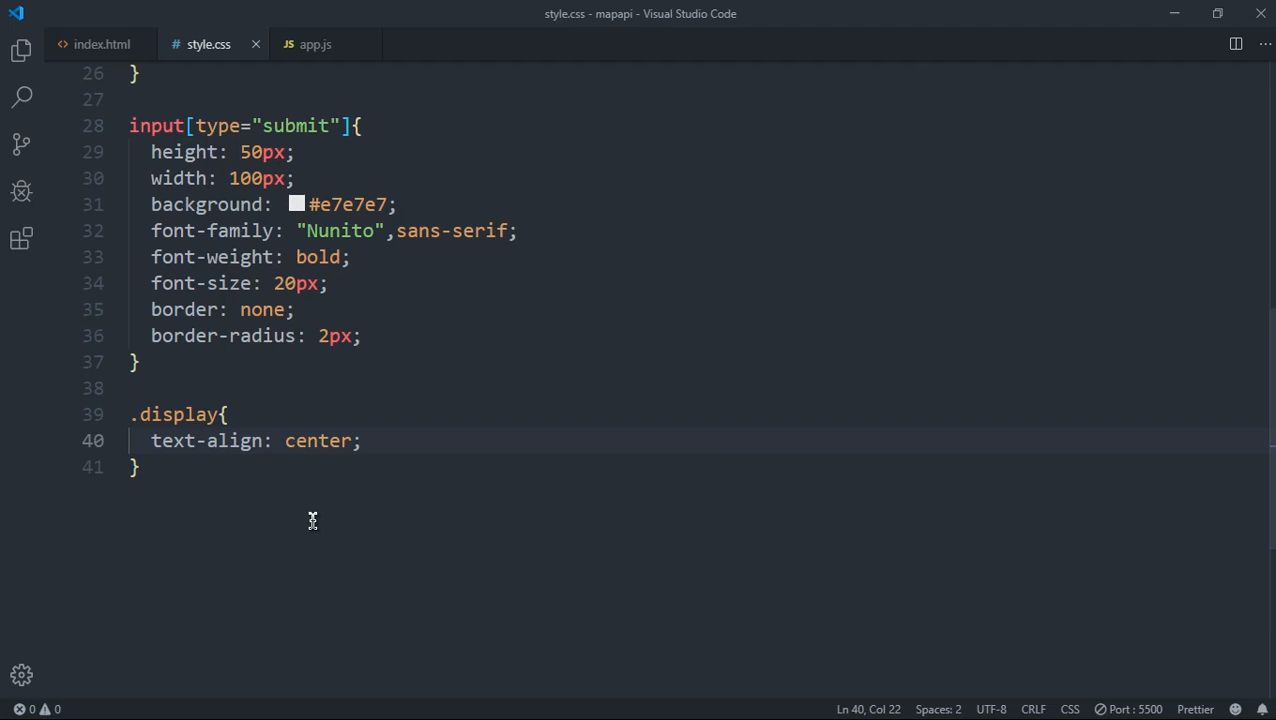 style.css - mapapi - Visual Studio Code
<> index.html
# style.css
JS app.js
26 }
27
28 input[type="submit"]{
29 height: 50px;
30 width: 100px;
31 background: #e7e7e7;
32 font-family: "Nunito",sans-serif;
33 font-weight: bold;
34 font-size: 20px;
35 border: none;
36 border-radius: 2px;
37 }
38
39 .display{
40 text-align: center;
41 }
0 0 Ln 40, Col 22 Spaces: 2 UTF-8 CRLF CSS Port : 5500 Prettier